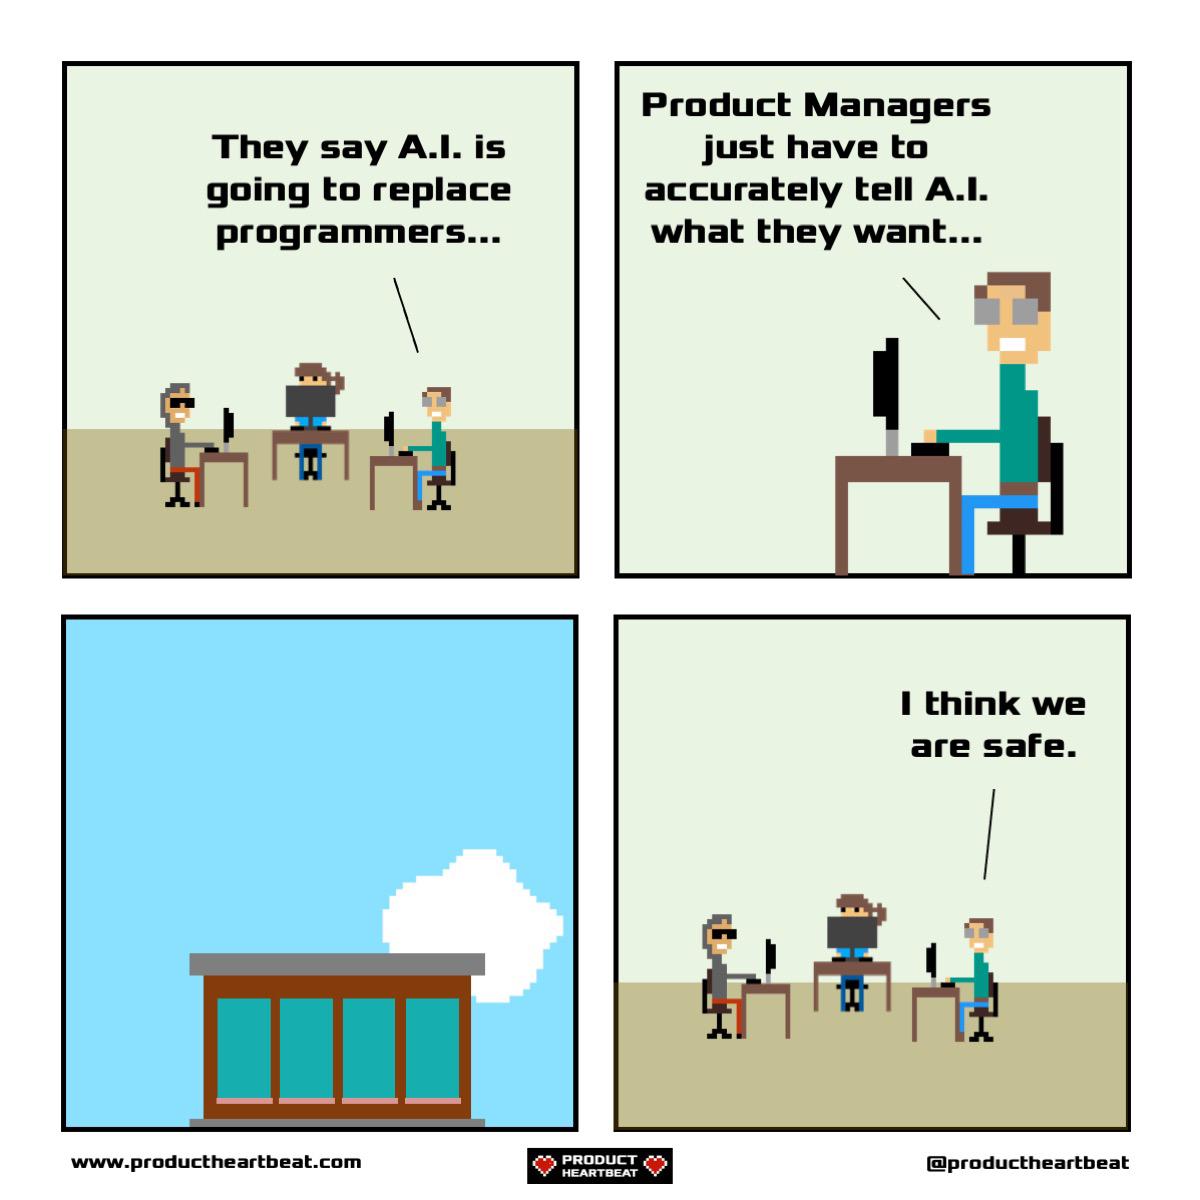 They say A.I. is
going to replace
programmers...
Product Managers
just have to
accurately tell A.I.
what they want...
I think we
are safe.
www.productheartbeat.com
PRODUCT
HEARTBEAT
@productheartbeat